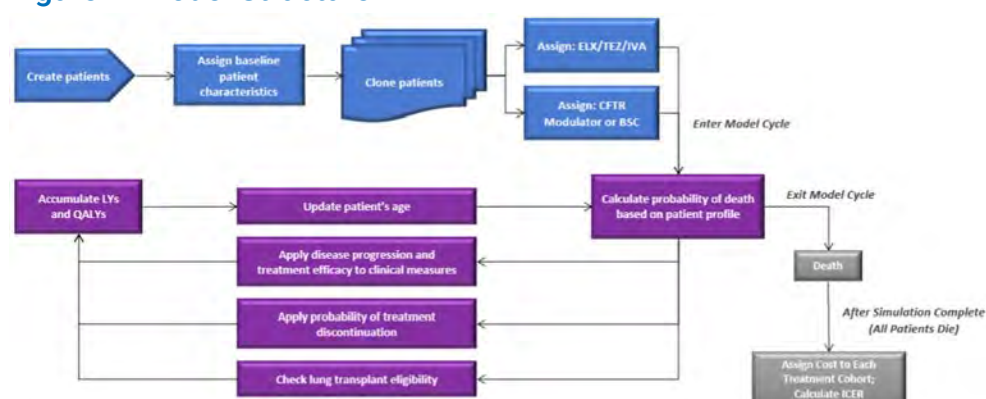 Create patients
Assign baseline
patient
characteristics
Clone patients
Assign: ELX/TEZ/IVA
Assign: CFTR
Modulator or BSC
Enter Model Cycle
Accumulate LYs
and QALYs
Update patient's age
Calculate probability of death
based on patient profile
Exit Model Cycle
Apply disease progression and
treatment efficacy to clinical measures
Death
Apply probability of treatment
discontinuation
After Simulation Complete
(All Patients Die)
Check lung transplant eligibility
Assign Cost to Each
Treatment Cohort;
Calculate ICER